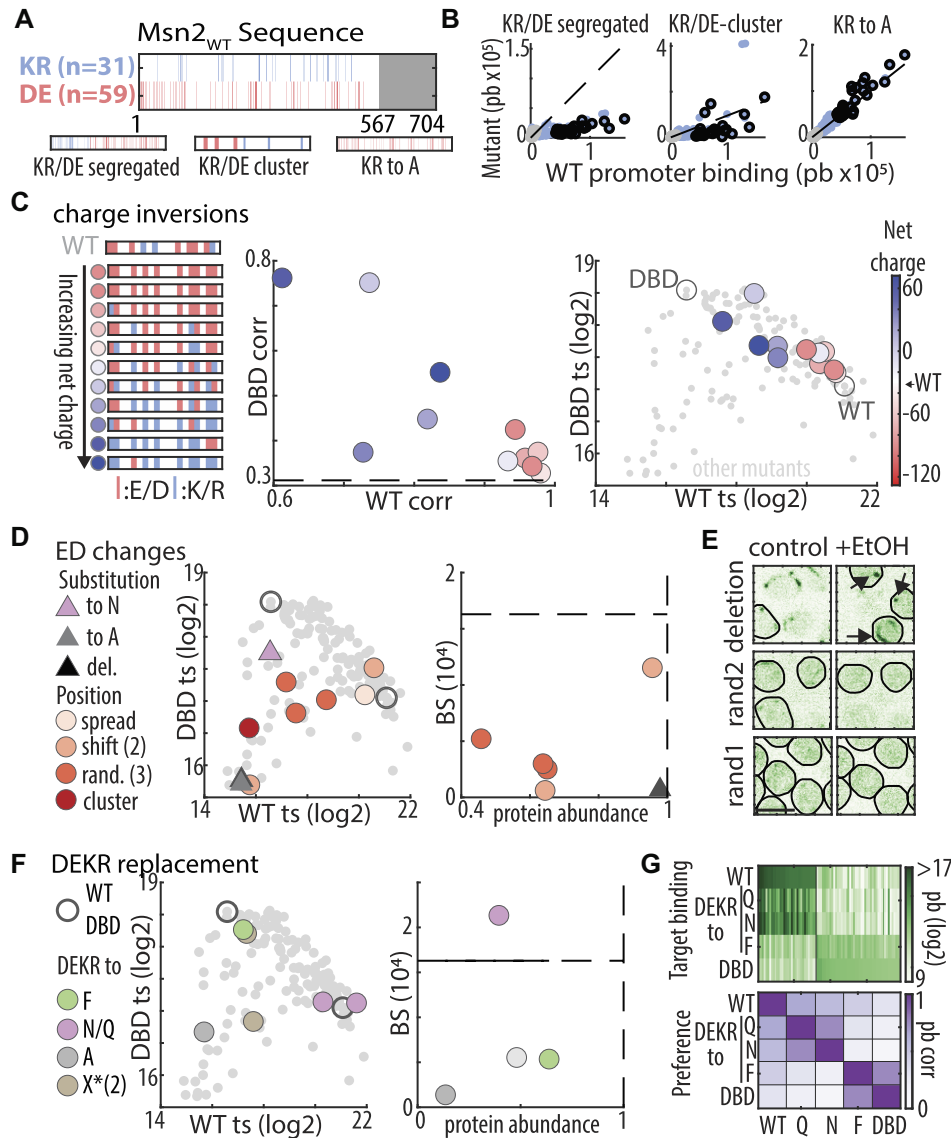 A
Msn2WT Sequence
KR (n=31)
DE (n=59)
1
567
704
KR/DE segregated
KR/DE cluster
KR to A
B
KR/DE segregated
KR/DE-cluster
KR to A
Mutant (pb x10⁵)
1.5
0
0
1
4
0
0
1
2
0
0
1
WT promoter binding (pb x10⁵)
C
charge inversions
WT
Increasing net charge
:E/D
:K/R
0.8
DBD corr
0.3
0.6
WT corr
1
19
DBD ts (log2)
16
14
WT ts (log2)
22
DBD
WT
other mutants
Net charge
60
0
WT
-60
-120
D
ED changes
Substitution
to N
to A
del.
Position
spread
shift (2)
rand. (3)
cluster
19
DBD ts (log2)
16
14
WT ts (log2)
22
2
BS (10⁴)
0
0.4
protein abundance
1
E
control
+EtOH
deletion
rand2
rand1
F
DEKR replacement
WT
DBD
DEKR to
F
N/Q
A
X*(2)
19
DBD ts (log2)
16
14
WT ts (log2)
22
2
BS (10⁴)
0
0
protein abundance
1
G
Target binding
WT
DEKR to
Q
N
F
DBD
>17
pb (log2)
9
Preference
WT
DEKR to
Q
N
F
DBD
WT
Q
N
F
DBD
1
pb corr
0